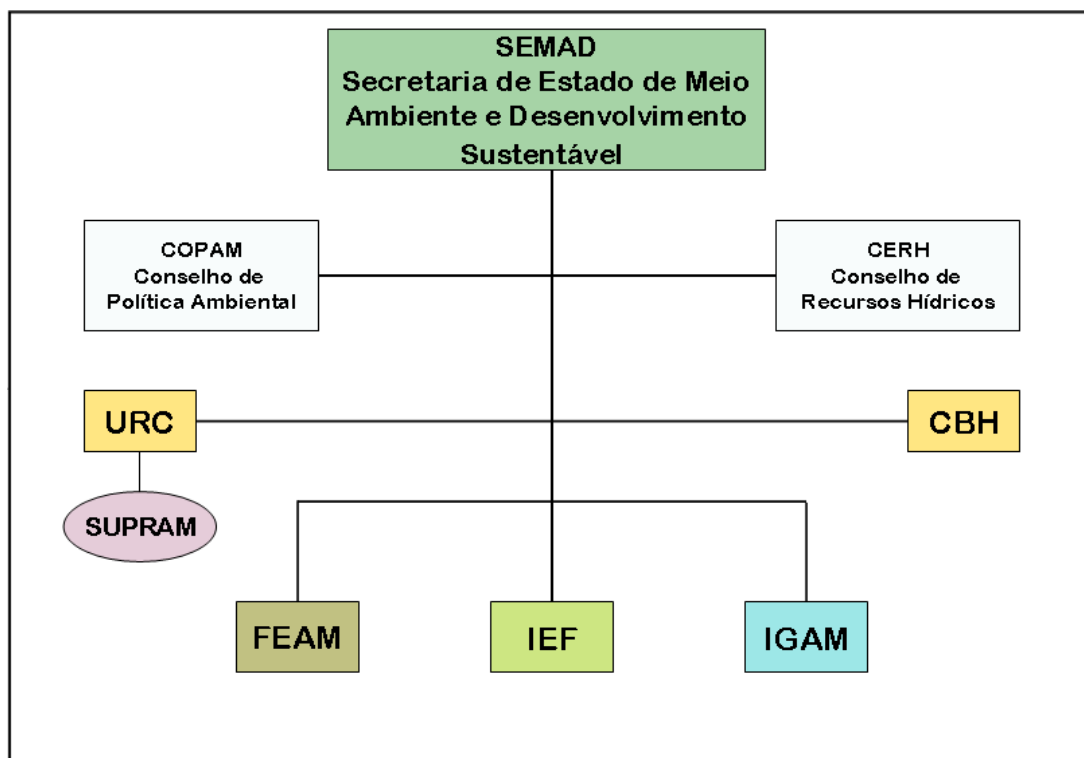 SEMAD
Secretaria de Estado de Meio
Ambiente e Desenvolvimento
Sustentável
COPAM
Conselho de
Política Ambiental
CERH
Conselho de
Recursos Hídricos
URC
CBH
SUPRAM
FEAM
IEF
IGAM